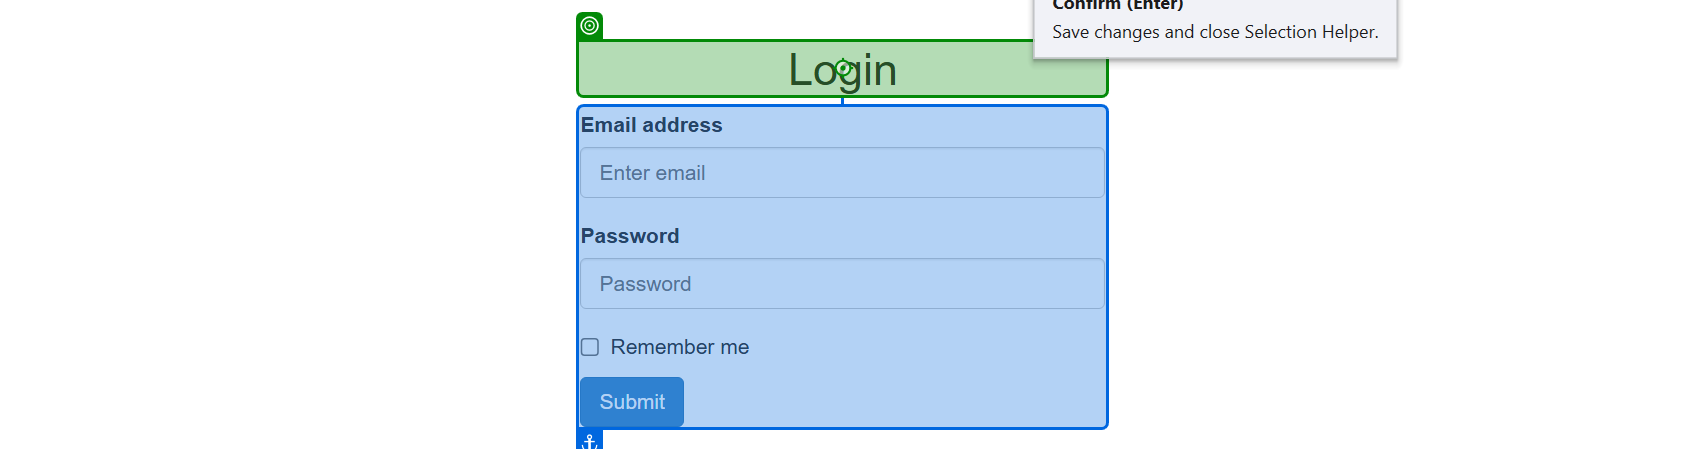 Confirm (Enter)
Save changes and close Selection Helper.
Login
Email address
Enter email
Password
Password
Remember me
Submit